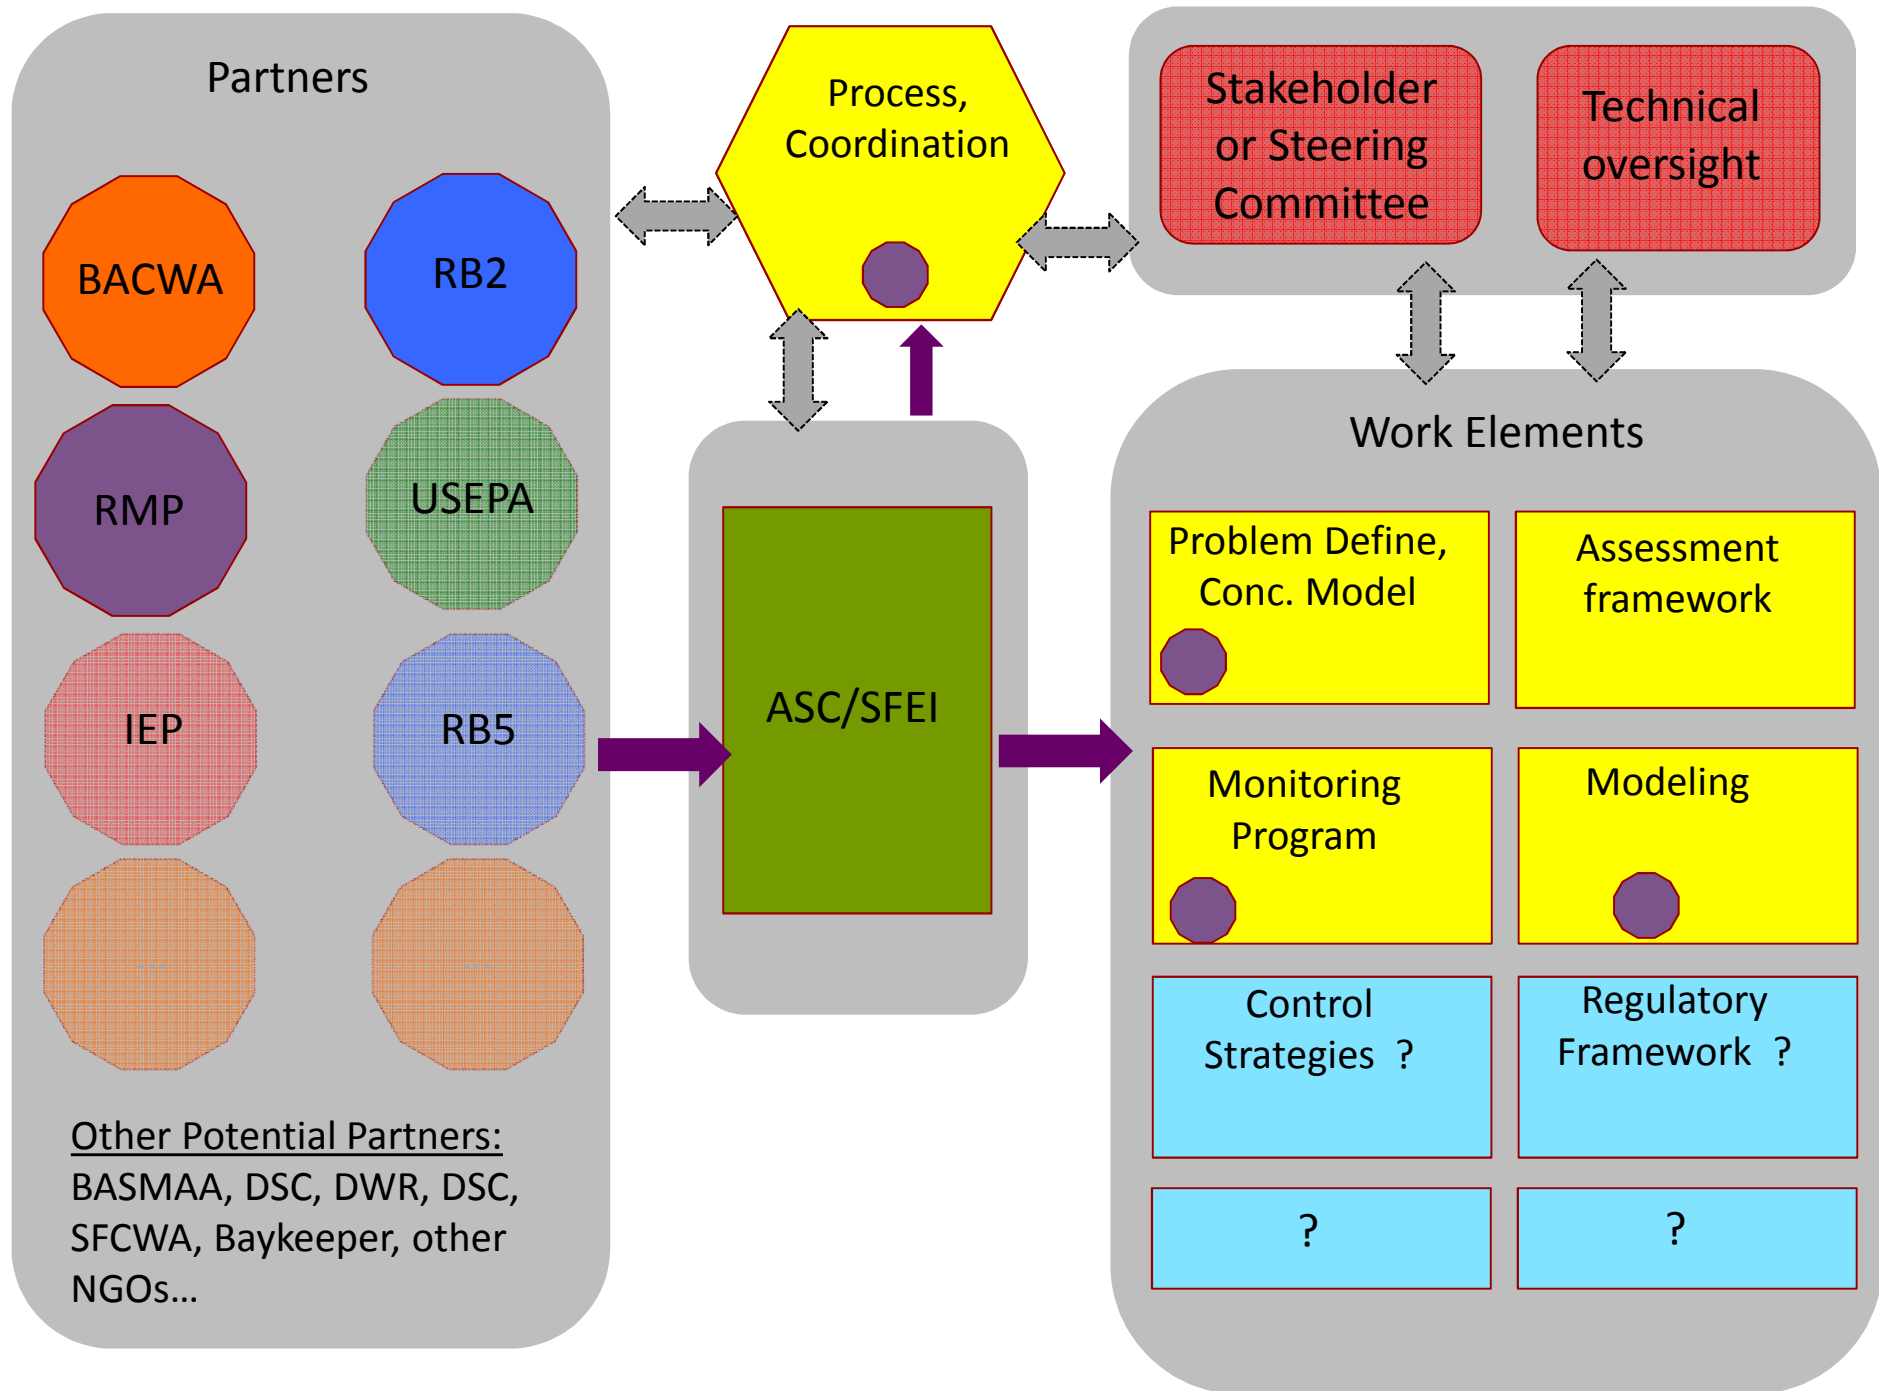 Partners
BACWA
RB2
RMP
USEPA
IEP
RB5
Other Potential Partners:
BASMAA, DSC, DWR, DSC,
SFCWA, Baykeeper, other
NGOs…
Process,
Coordination
ASC/SFEI
Stakeholder
or Steering
Committee
Technical
oversight
Work Elements
Problem Define,
Conc. Model
Assessment
framework
Monitoring
Program
Modeling
Control
Strategies ?
Regulatory
Framework ?
?
?